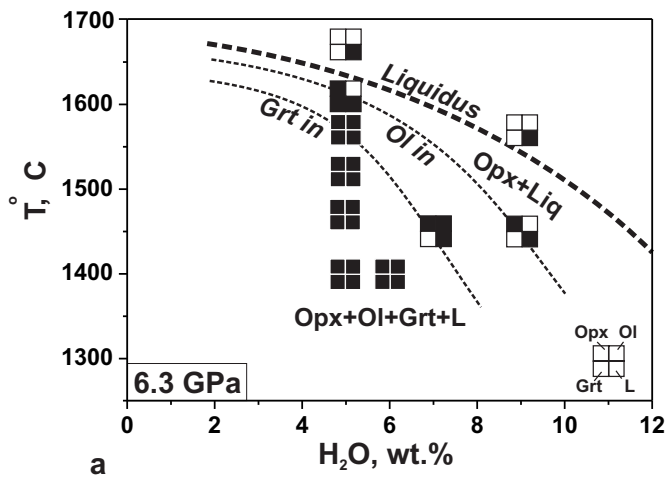 1700
1600
1500
1400
1300
T, °C
Liquidus
Grt in
Ol in
Opx+Liq
Opx+Ol+Grt+L
Opx Ol
Grt L
6.3 GPa
0 2 4 6 8 10 12
H₂O, wt.%
a